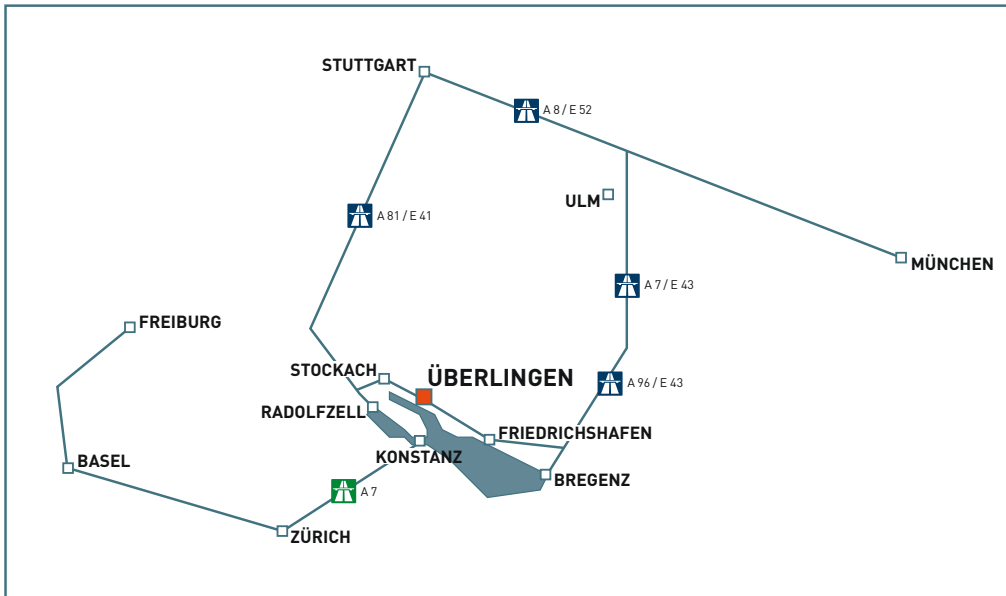 STUTTGART
A 8 / E 52
ULM
A 81 / E 41
MÜNCHEN
A 7 / E 43
FREIBURG
STOCKACH
ÜBERLINGEN
A 96 / E 43
RADOLFZELL
FRIEDRICHSHAFEN
KONSTANZ
BASEL
BREGENZ
A 7
ZÜRICH